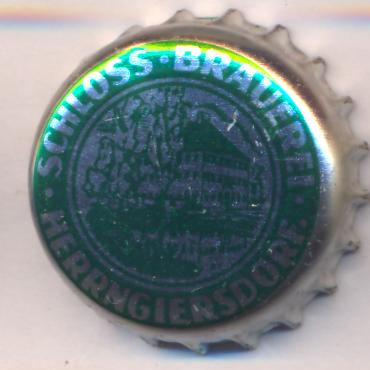 · SCHLOSS · BRAUEREI ·
HERRNGIERSDORF